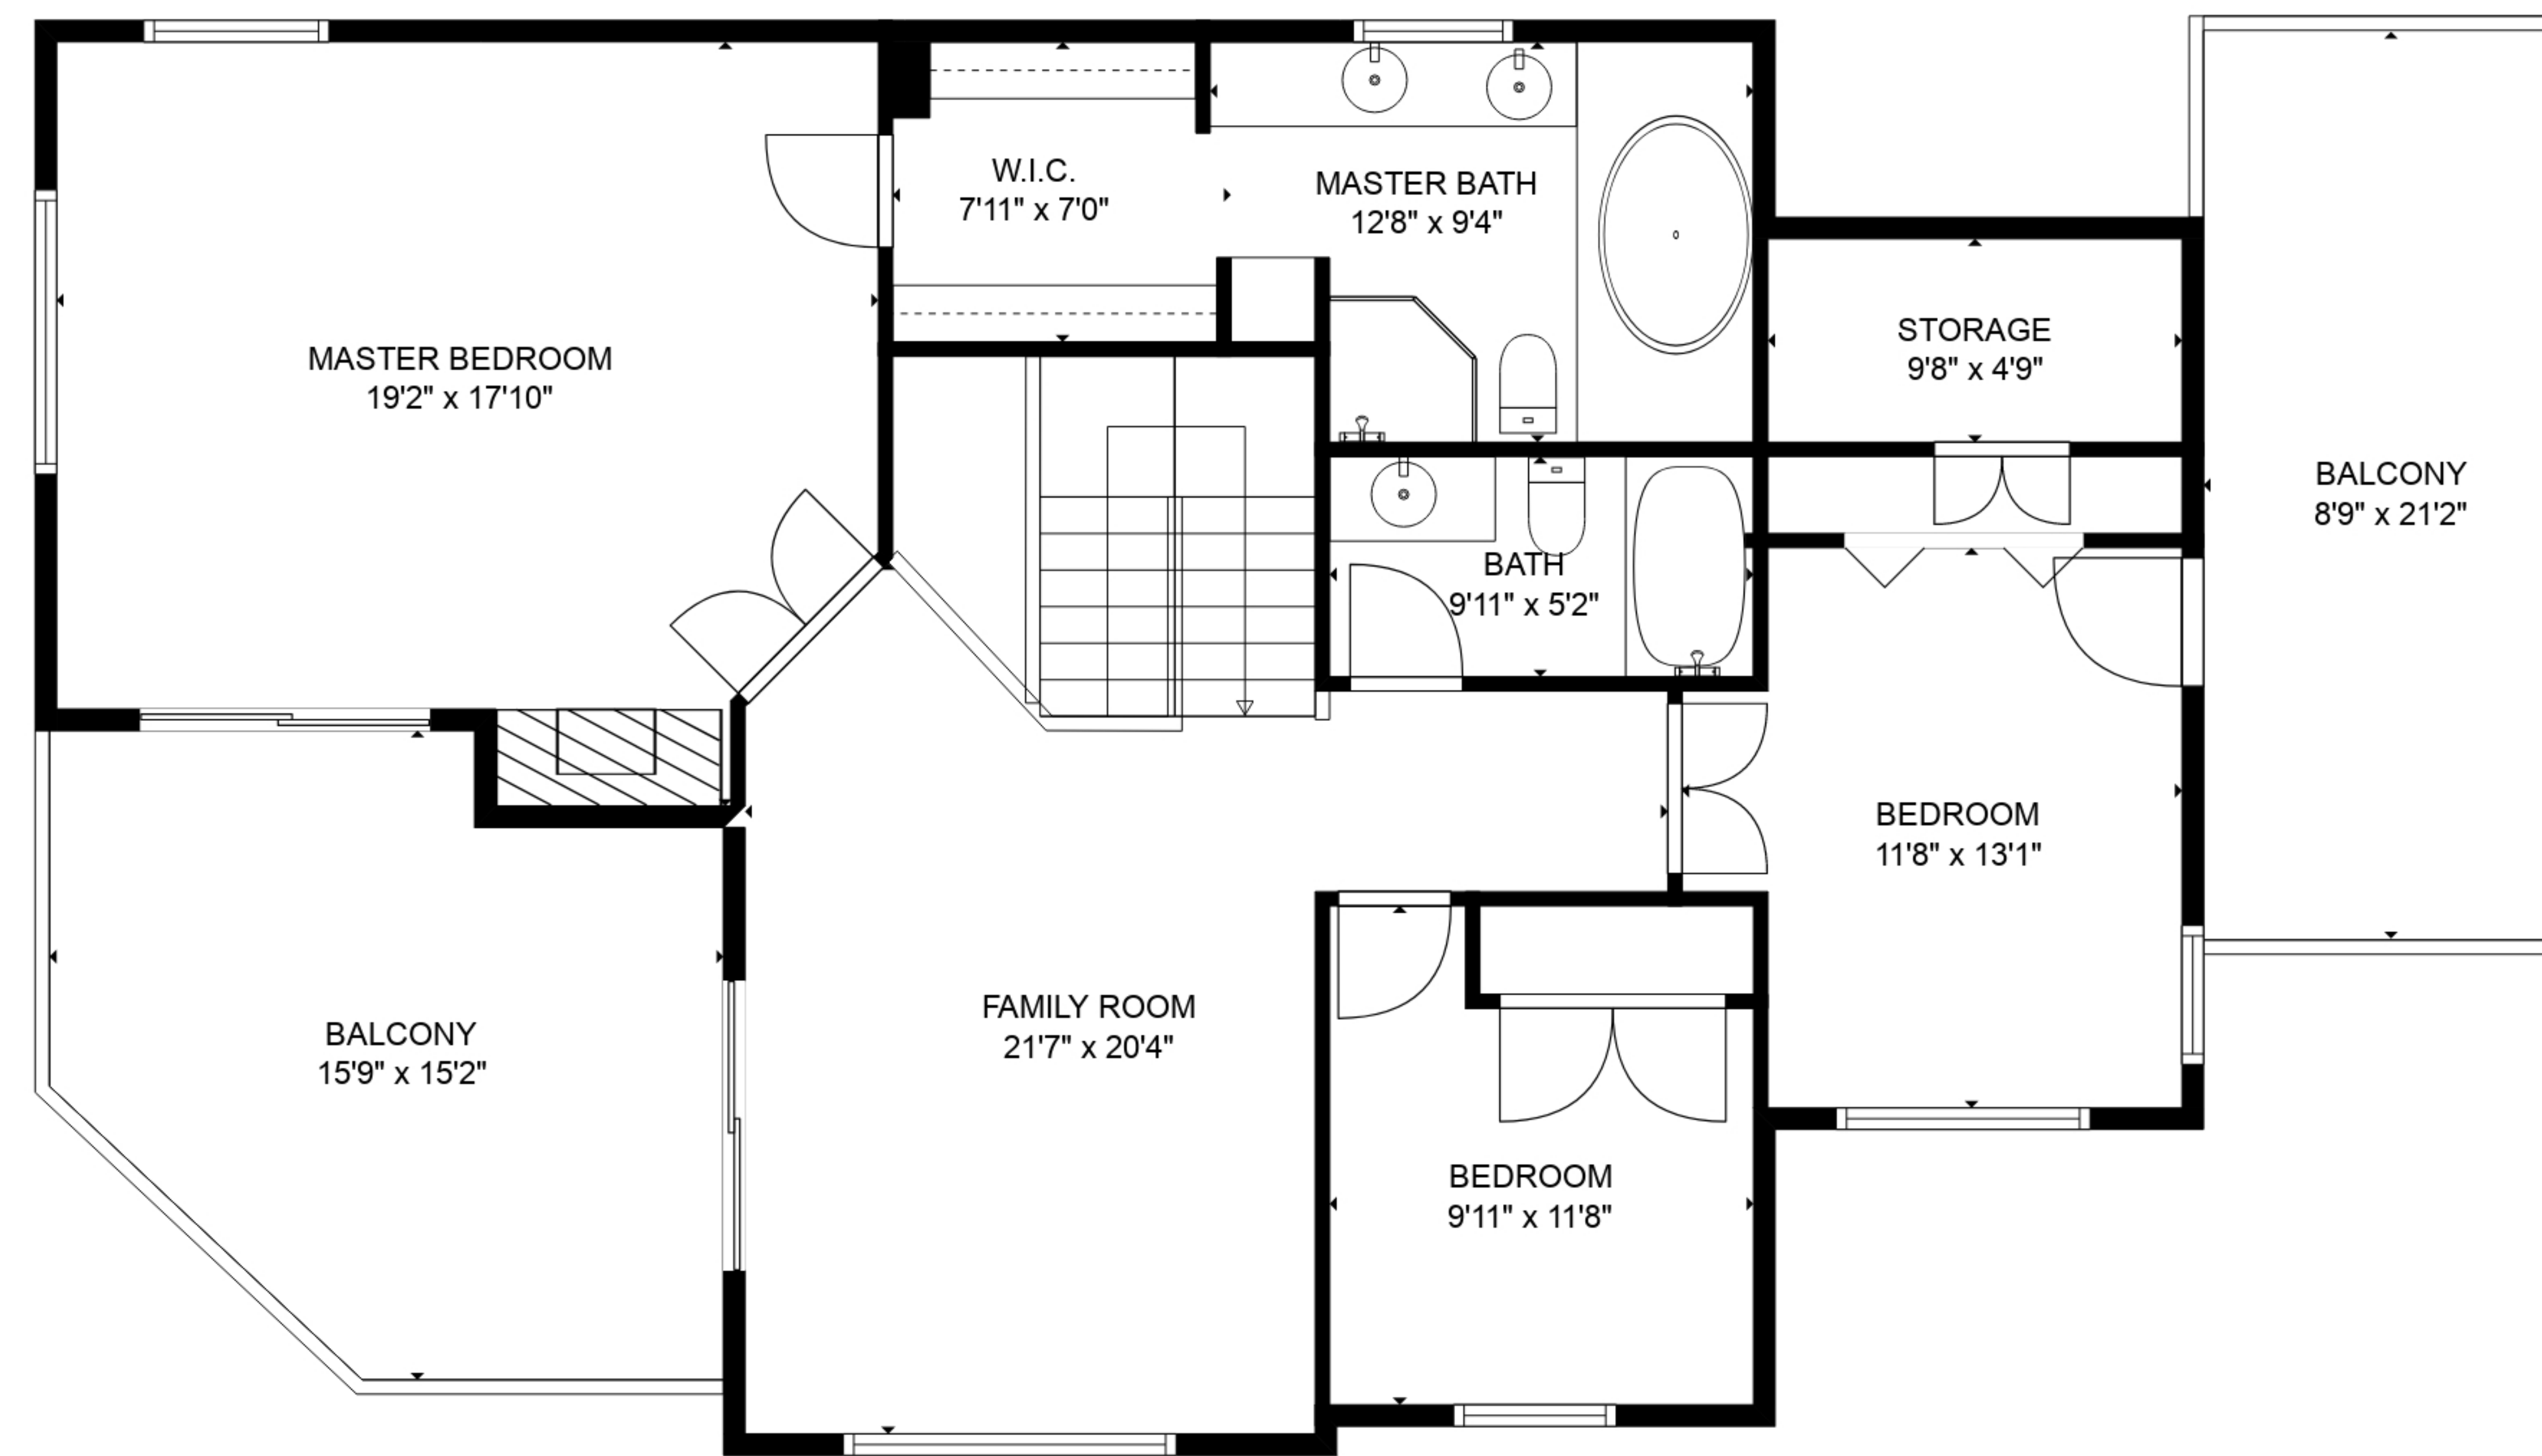 W.I.C.
7'11" x 7'0"
MASTER BATH
12'8" x 9'4"
MASTER BEDROOM
19'2" x 17'10"
STORAGE
9'8" x 4'9"
BALCONY
8'9" x 21'2"
BATH
9'11" x 5'2"
BEDROOM
11'8" x 13'1"
FAMILY ROOM
21'7" x 20'4"
BALCONY
15'9" x 15'2"
BEDROOM
9'11" x 11'8"